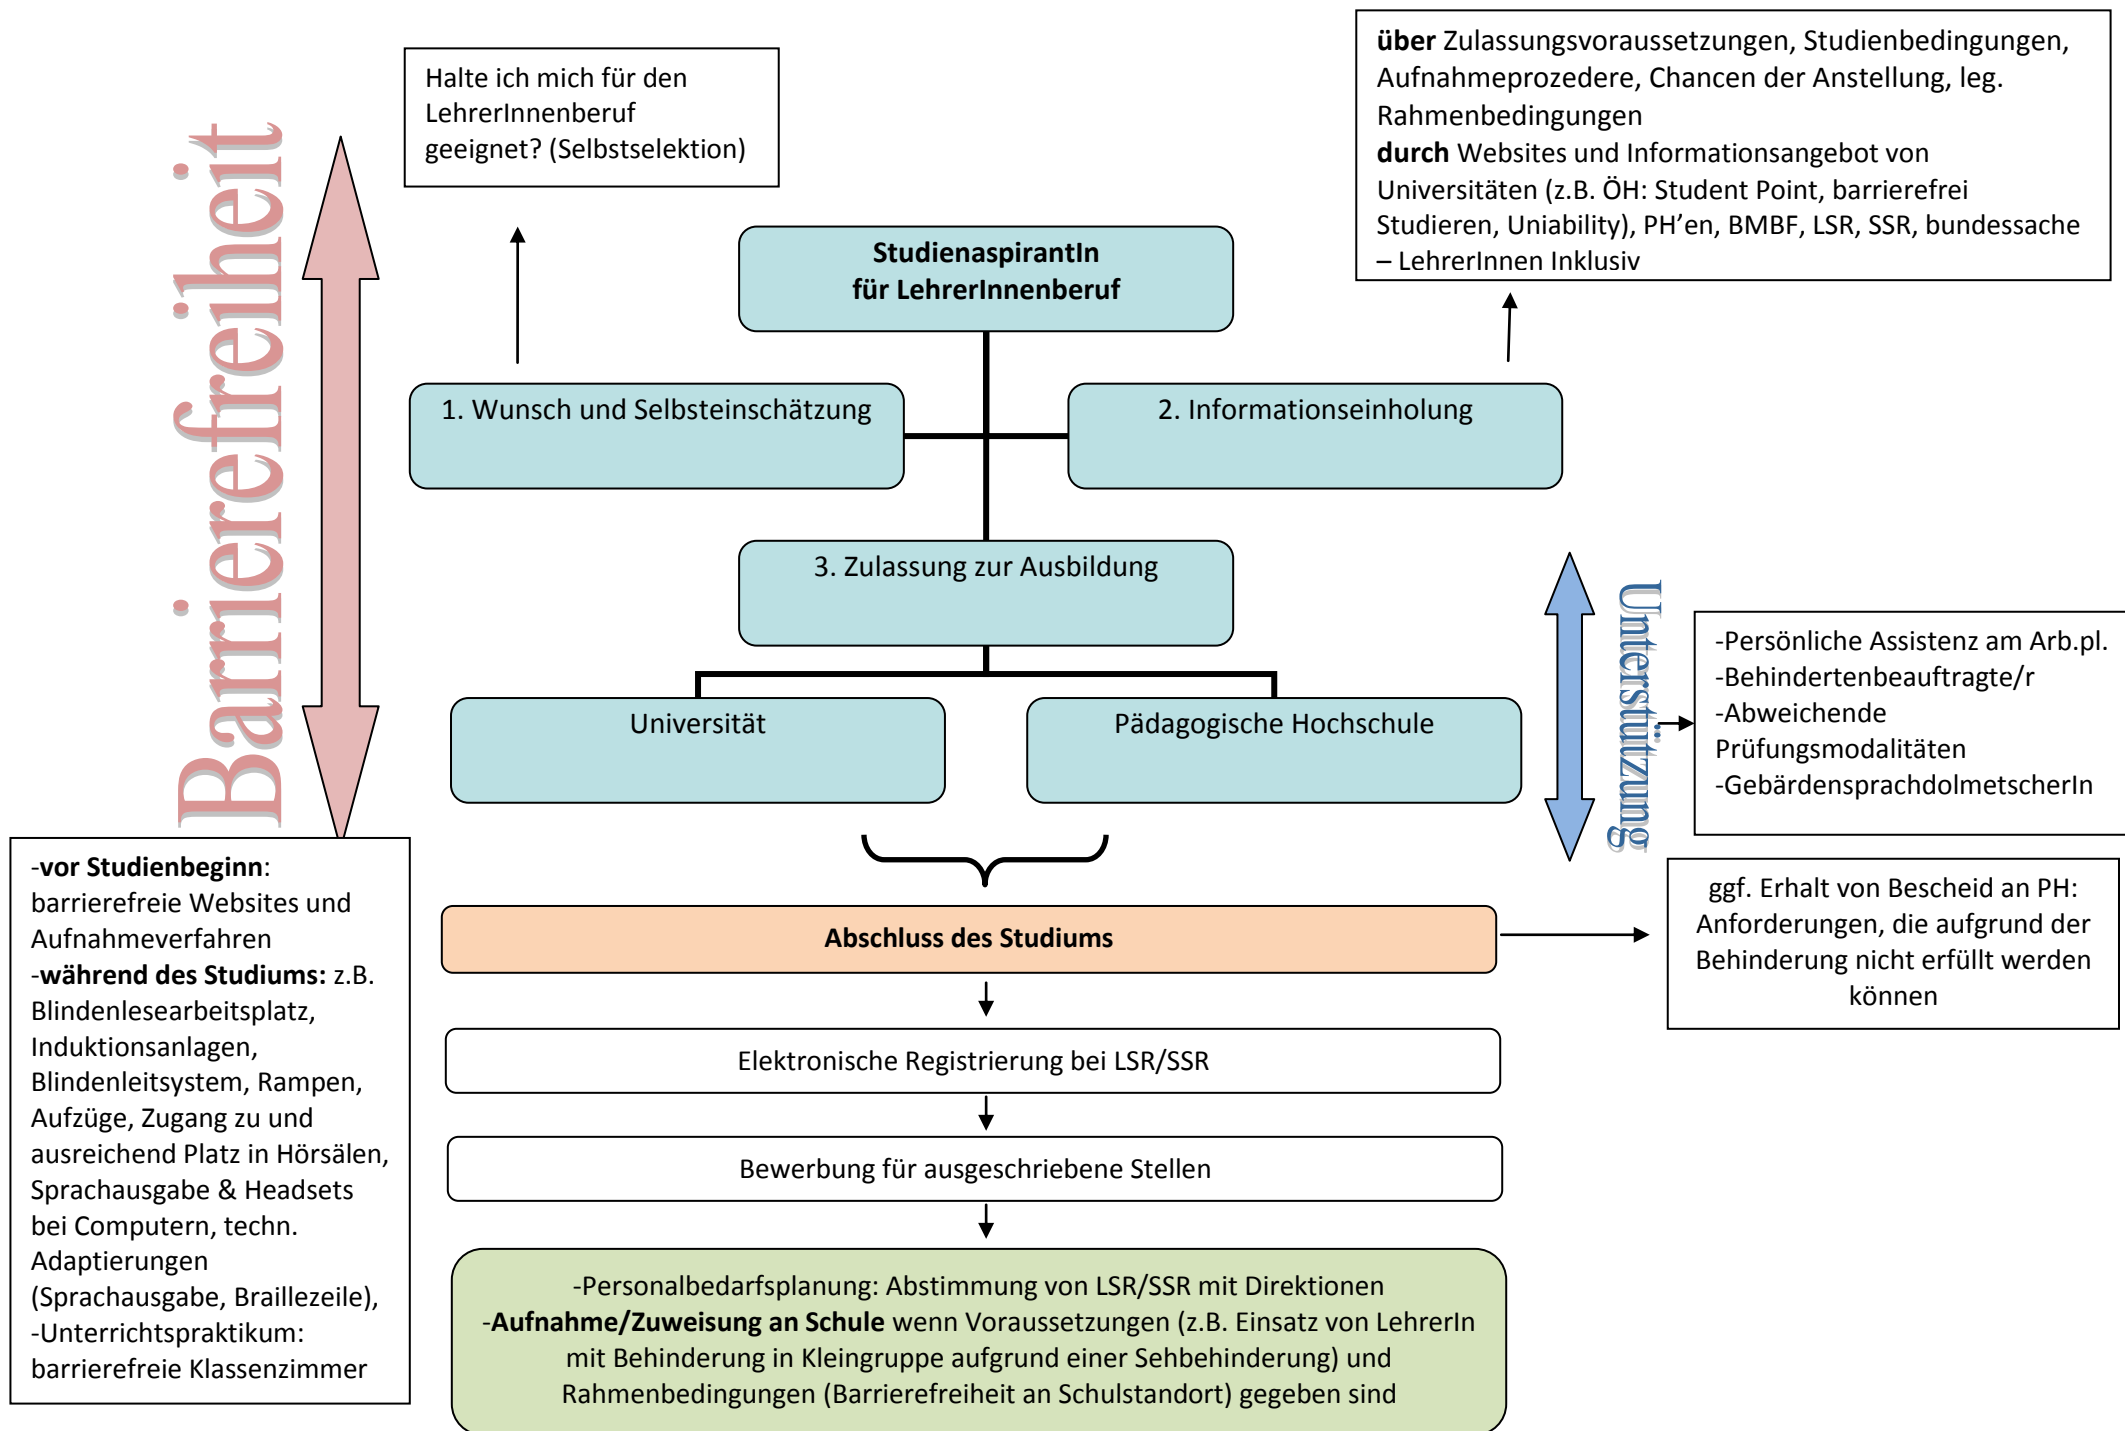 Barrierefreiheit
Halte ich mich für den
LehrerInnenberuf
geeignet? (Selbstselektion)
über Zulassungsvoraussetzungen, Studienbedingungen,
Aufnahmeprozedere, Chancen der Anstellung, leg.
Rahmenbedingungen
durch Websites und Informationsangebot von
Universitäten (z.B. ÖH: Student Point, barrierefrei
Studieren, Uniability), PH’en, BMBF, LSR, SSR, bundessache
– LehrerInnen Inklusiv
StudienaspirantIn
für LehrerInnenberuf
1. Wunsch und Selbsteinschätzung
2. Informationseinholung
3. Zulassung zur Ausbildung
Universität
Pädagogische Hochschule
Unterstützung
-Persönliche Assistenz am Arb.pl.
-Behindertenbeauftragte/r
-Abweichende
Prüfungsmodalitäten
-GebärdensprachdolmetscherIn
-vor Studienbeginn:
barrierefreie Websites und
Aufnahmeverfahren
-während des Studiums: z.B.
Blindenlesearbeitsplatz,
Induktionsanlagen,
Blindenleitsystem, Rampen,
Aufzüge, Zugang zu und
ausreichend Platz in Hörsälen,
Sprachausgabe & Headsets
bei Computern, techn.
Adaptierungen
(Sprachausgabe, Braillezeile),
-Unterrichtspraktikum:
barrierefreie Klassenzimmer
Abschluss des Studiums
ggf. Erhalt von Bescheid an PH:
Anforderungen, die aufgrund der
Behinderung nicht erfüllt werden
können
Elektronische Registrierung bei LSR/SSR
Bewerbung für ausgeschriebene Stellen
-Personalbedarfsplanung: Abstimmung von LSR/SSR mit Direktionen
-Aufnahme/Zuweisung an Schule wenn Voraussetzungen (z.B. Einsatz von LehrerIn
mit Behinderung in Kleingruppe aufgrund einer Sehbehinderung) und
Rahmenbedingungen (Barrierefreiheit an Schulstandort) gegeben sind